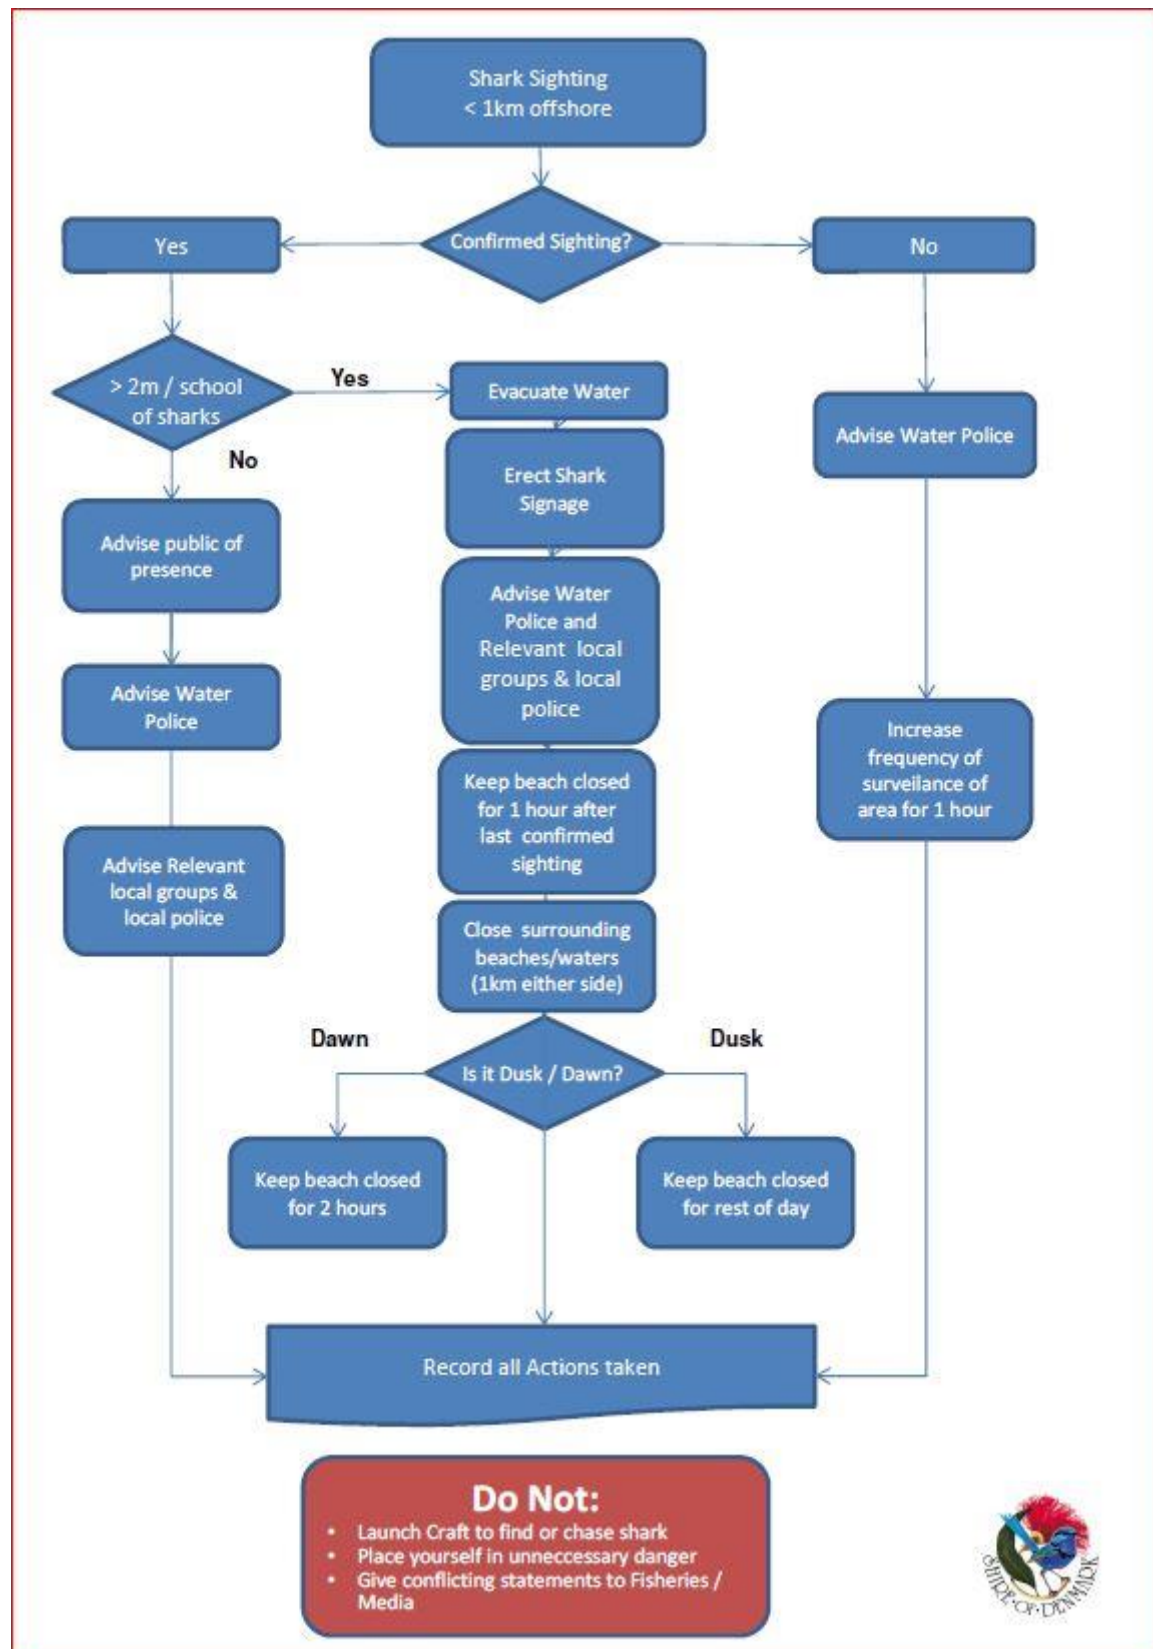 Shark Sighting
< 1km offshore
Confirmed Sighting?
Yes
No
> 2m / school
of sharks
Yes
No
Evacuate Water
Advise Water Police
Erect Shark
Signage
Advise public of
presence
Advise Water
Police and
Relevant local
groups & local
police
Advise Water
Police
Increase
frequency of
surveilance of
area for 1 hour
Keep beach closed
for 1 hour after
last confirmed
sighting
Advise Relevant
local groups &
local police
Close surrounding
beaches/waters
(1km either side)
Dawn
Dusk
Is it Dusk / Dawn?
Keep beach closed
for 2 hours
Keep beach closed
for rest of day
Record all Actions taken
Do Not:
• Launch Craft to find or chase shark
• Place yourself in unneccessary danger
• Give conflicting statements to Fisheries /
Media
SHIRE·OF·DENMARK